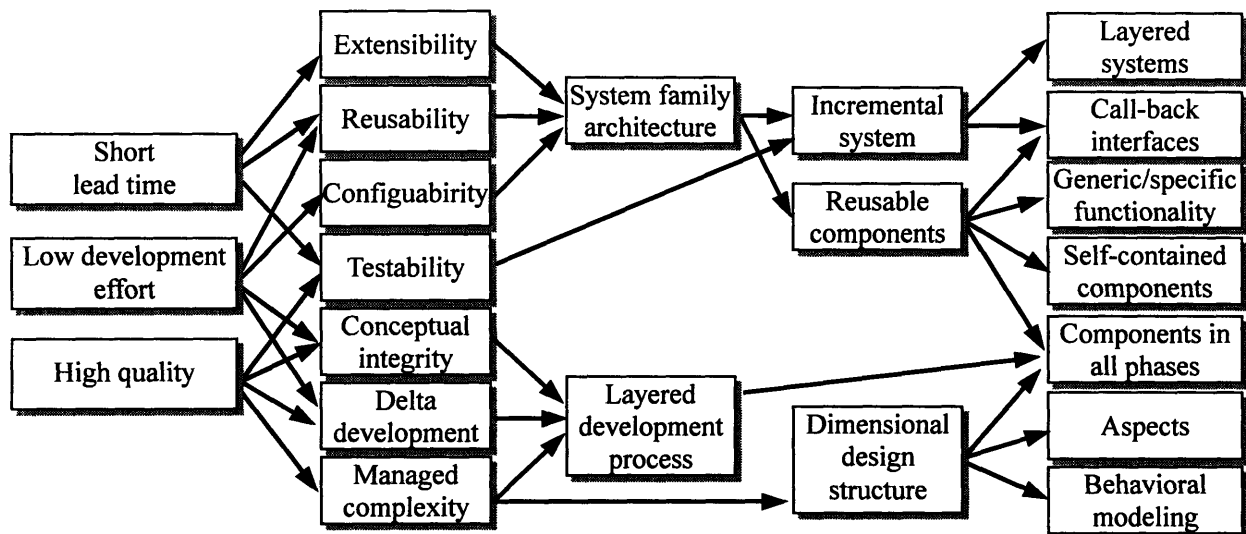 Short
lead time
Low development
effort
High quality
Extensibility
Reusability
Configuabirity
Testability
Conceptual
integrity
Delta
development
Managed
complexity
System family
architecture
Layered
development
process
Incremental
system
Reusable
components
Dimensional
design
structure
Layered
systems
Call-back
interfaces
Generic/specific
functionality
Self-contained
components
Components in
all phases
Aspects
Behavioral
modeling